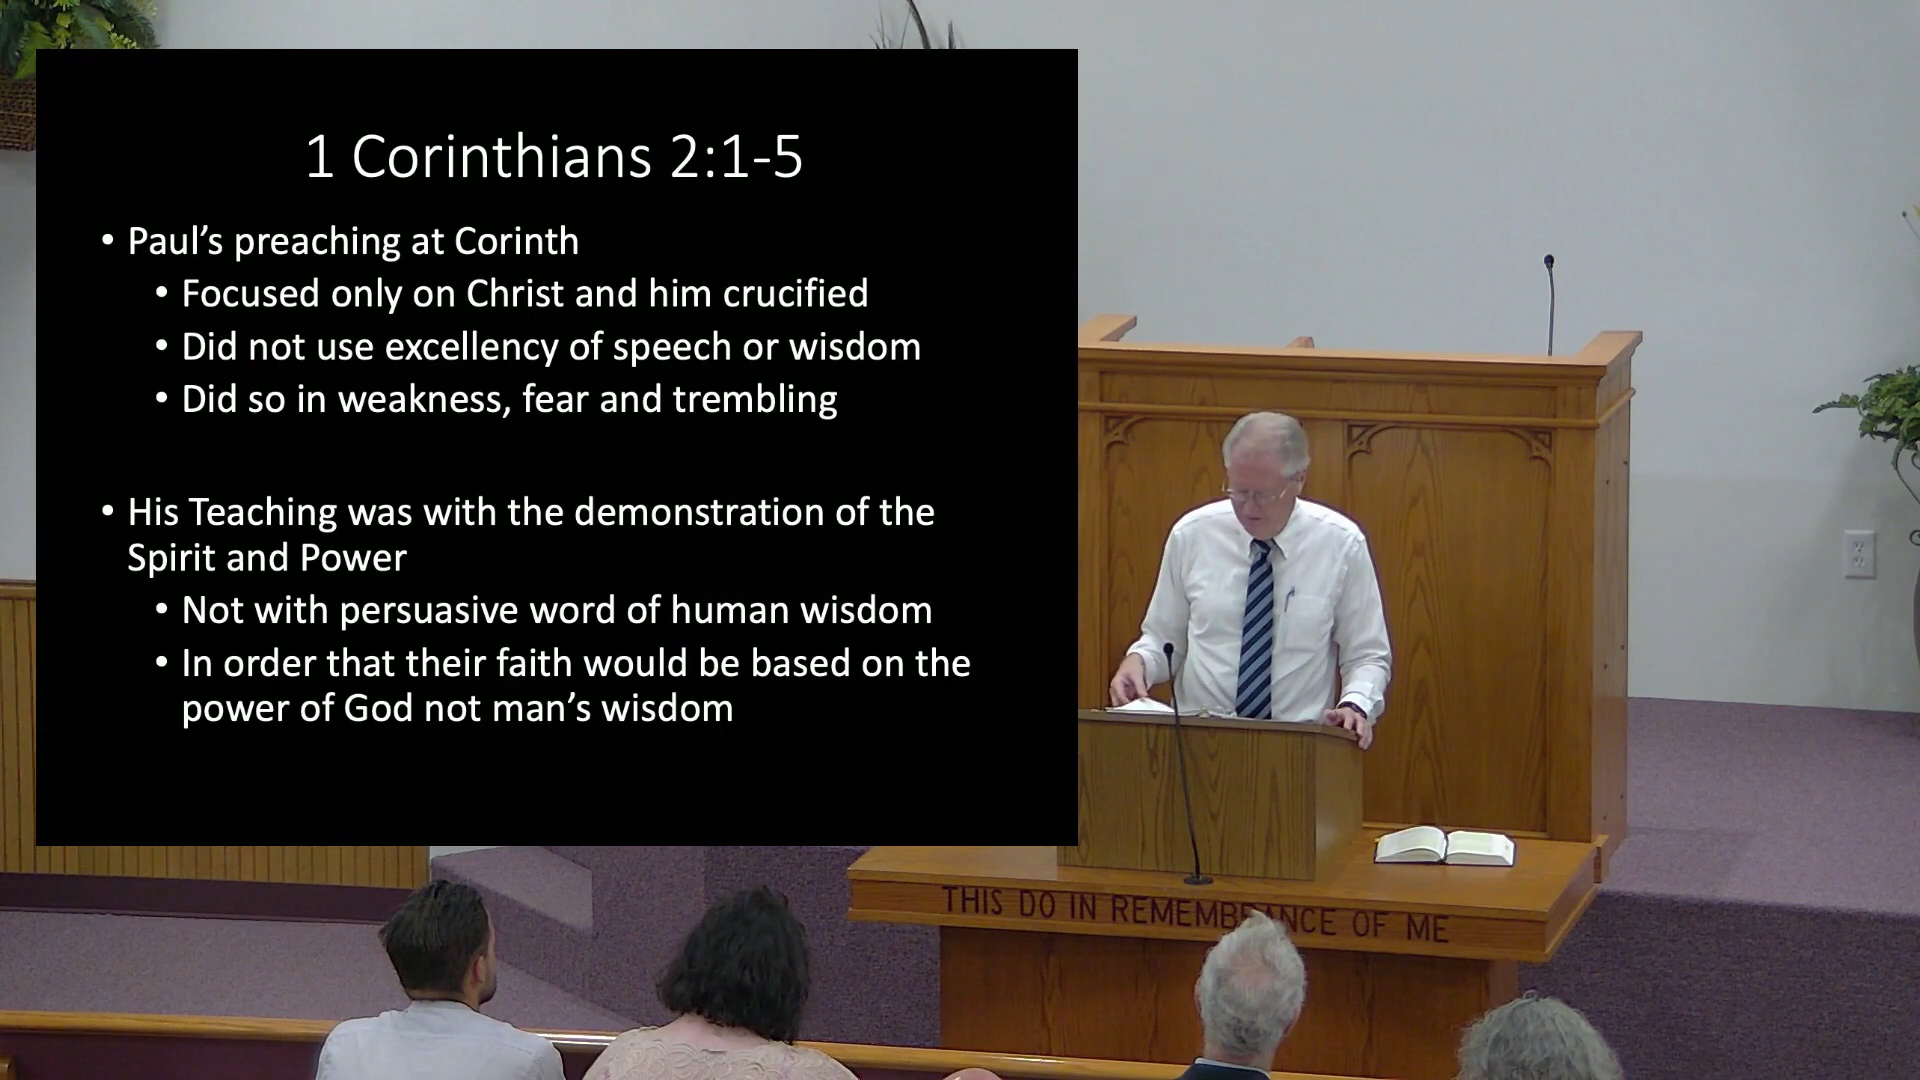 1 Corinthians 2:1-5
• Paul’s preaching at Corinth
• Focused only on Christ and him crucified
• Did not use excellency of speech or wisdom
• Did so in weakness, fear and trembling
• His Teaching was with the demonstration of the
Spirit and Power
• Not with persuasive word of human wisdom
• In order that their faith would be based on the
power of God not man’s wisdom
THIS DO IN REMEMBRANCE OF ME